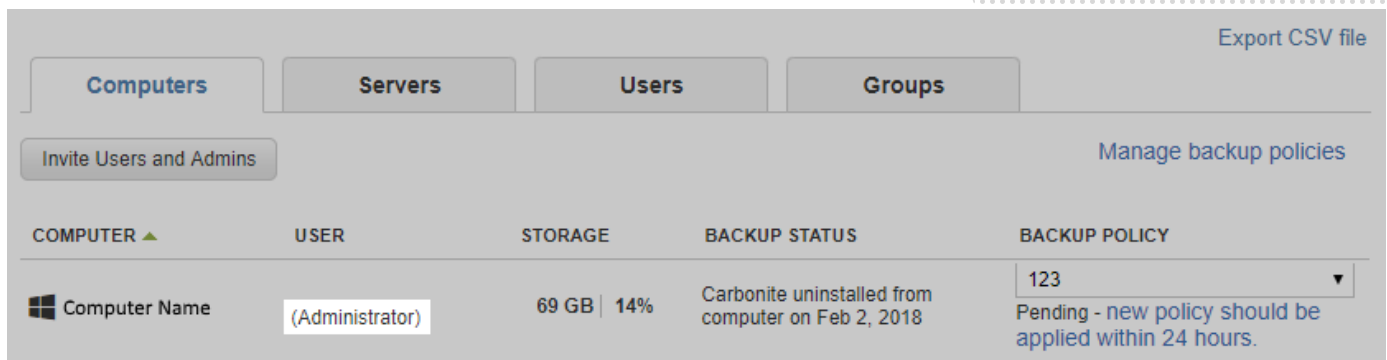 Export CSV file
Computers Servers Users Groups
Invite Users and Admins Manage backup policies
COMPUTER USER STORAGE BACKUP STATUS BACKUP POLICY
Computer Name (Administrator) 69 GB 14% Carbonite uninstalled from 123
computer on Feb 2, 2018 Pending - new policy should be
applied within 24 hours.